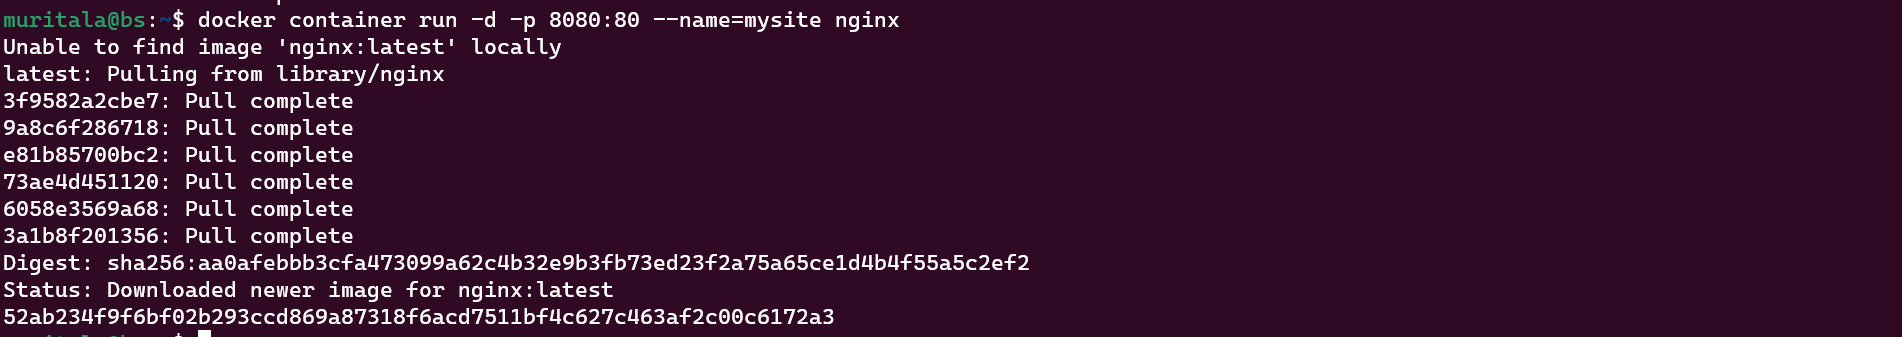 muritala@bs:~$ docker container run -d -p 8080:80 --name=mysite nginx
Unable to find image 'nginx:latest' locally
latest: Pulling from library/nginx
3f9582a2cbe7: Pull complete
9a8c6f286718: Pull complete
e81b85700bc2: Pull complete
73ae4d451120: Pull complete
6058e3569a68: Pull complete
3a1b8f201356: Pull complete
Digest: sha256:aa0afebbb3cfa473099a62c4b32e9b3fb73ed23f2a75a65ce1d4b4f55a5c2ef2
Status: Downloaded newer image for nginx:latest
52ab234f9f6bf02b293ccd869a87318f6acd7511bf4c627c463af2c00c6172a3